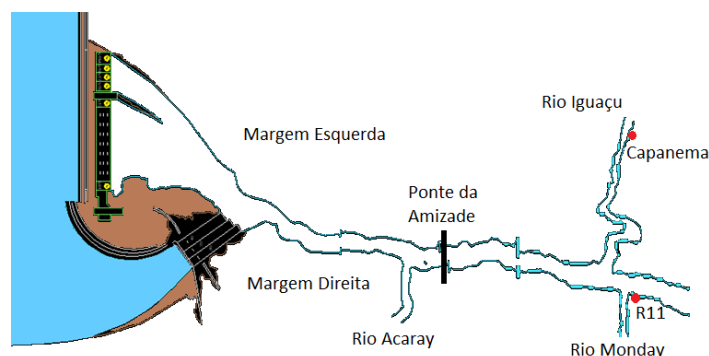 Rio Iguaçu
Margem Esquerda
Capanema
Ponte da
Amizade
Margem Direita
R11
Rio Acaray
Rio Monday